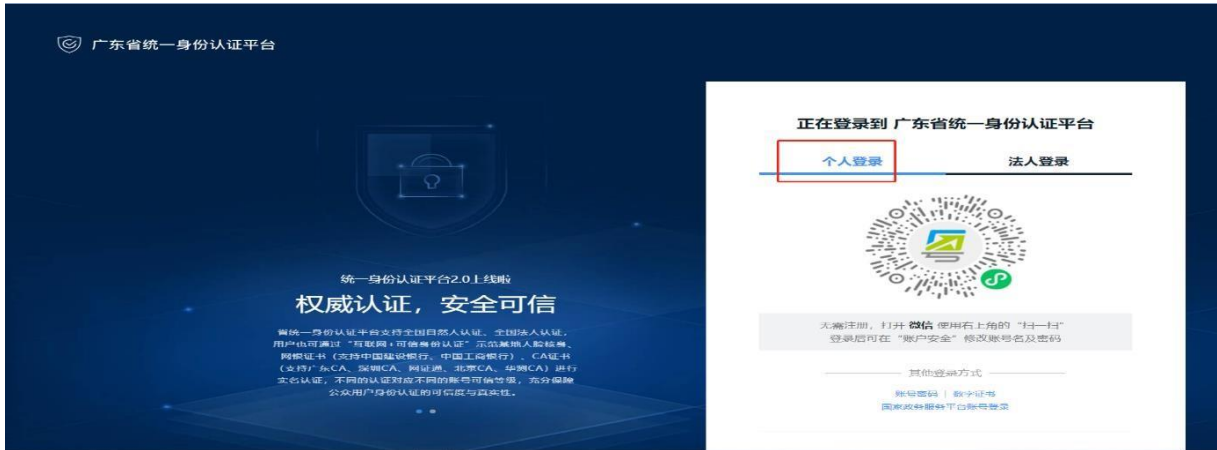 广东省统一身份认证平台
正在登录到 广东省统一身份认证平台
个人登录 法人登录
统一身份认证平台2.0上线啦
权威认证，安全可信
省统一身份认证平台支持全国自然人认证、全国法人认证，
用户也可通过“互联网+可信身份认证”示范基地人脸核身、
网银证书（支持中国建设银行、中国工商银行）、CA证书
（支持广东CA、深圳CA、网证通、北京CA、华测CA）进行
实名认证，不同的认证对应不同的账号可信等级，充分保障
公众用户身份认证的可信度与真实性。
无需注册，打开 微信 使用右上角的“扫一扫”
登录后可在“账户安全”修改账号名及密码
其他登录方式
账号密码 | 数字证书
国家政务服务平台账号登录